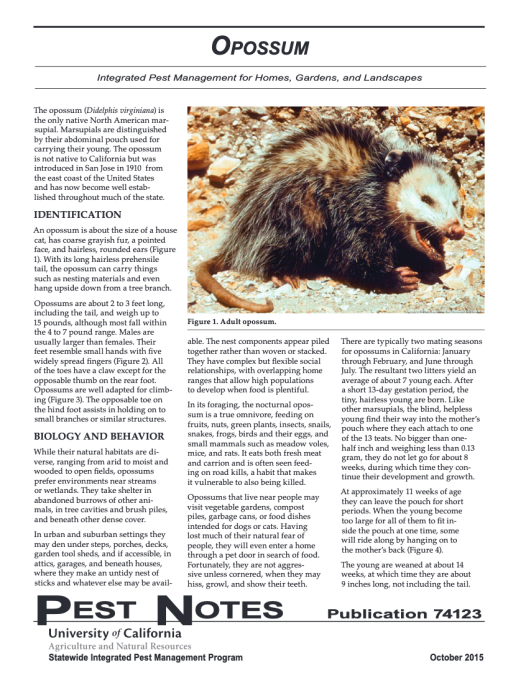 OPOSSUM
Integrated Pest Management for Homes, Gardens, and Landscapes
The opossum (Didelphis virginiana) is
the only native North American mar-
supial. Marsupials are distinguished
by their abdominal pouch used for
carrying their young. The opossum
is not native to California but was
introduced in San Jose in 1910 from
the east coast of the United States
and has now become well estab-
lished throughout much of the state.
IDENTIFICATION
An opossum is about the size of a house
cat, has coarse grayish fur, a pointed
face, and hairless, rounded ears (Figure
1). With its long hairless prehensile
tail, the opossum can carry things
such as nesting materials and even
hang upside down from a tree branch.
Opossums are about 2 to 3 feet long,
including the tail, and weigh up to
15 pounds, although most fall within
the 4 to 7 pound range. Males are
usually larger than females. Their
feet resemble small hands with five
widely spread fingers (Figure 2). All
of the toes have a claw except for the
opposable thumb on the rear foot.
Opossums are well adapted for climb-
ing (Figure 3). The opposable toe on
the hind foot assists in holding on to
small branches or similar structures.
BIOLOGY AND BEHAVIOR
While their natural habitats are di-
verse, ranging from arid to moist and
wooded to open fields, opossums
prefer environments near streams
or wetlands. They take shelter in
abandoned burrows of other ani-
mals, in tree cavities and brush piles,
and beneath other dense cover.
In urban and suburban settings they
may den under steps, porches, decks,
garden tool sheds, and if accessible, in
attics, garages, and beneath houses,
where they make an untidy nest of
sticks and whatever else may be avail-
Figure 1. Adult opossum.
able. The nest components appear piled
together rather than woven or stacked.
They have complex but flexible social
relationships, with overlapping home
ranges that allow high populations
to develop when food is plentiful.
In its foraging, the nocturnal opos-
sum is a true omnivore, feeding on
fruits, nuts, green plants, insects, snails,
snakes, frogs, birds and their eggs, and
small mammals such as meadow voles,
mice, and rats. It eats both fresh meat
and carrion and is often seen feed-
ing on road kills, a habit that makes
it vulnerable to also being killed.
Opossums that live near people may
visit vegetable gardens, compost
piles, garbage cans, or food dishes
intended for dogs or cats. Having
lost much of their natural fear of
people, they will even enter a home
through a pet door in search of food.
Fortunately, they are not aggres-
sive unless cornered, when they may
hiss, growl, and show their teeth.
There are typically two mating seasons
for opossums in California: January
through February, and June through
July. The resultant two litters yield an
average of about 7 young each. After
a short 13-day gestation period, the
tiny, hairless young are born. Like
other marsupials, the blind, helpless
young find their way into the mother's
pouch where they each attach to one
of the 13 teats. No bigger than one-
half inch and weighing less than 0.13
gram, they do not let go for about 8
weeks, during which time they con-
tinue their development and growth.
At approximately 11 weeks of age
they can leave the pouch for short
periods. When the young become
too large for all of them to fit in-
side the pouch at one time, some
will ride along by hanging on to
the mother's back (Figure 4).
The young are weaned at about 14
weeks, at which time they are about
9 inches long, not including the tail.
PEST NOTES
Publication 74123
University of California
Agriculture and Natural Resources
Statewide Integrated Pest Management Program
October 2015